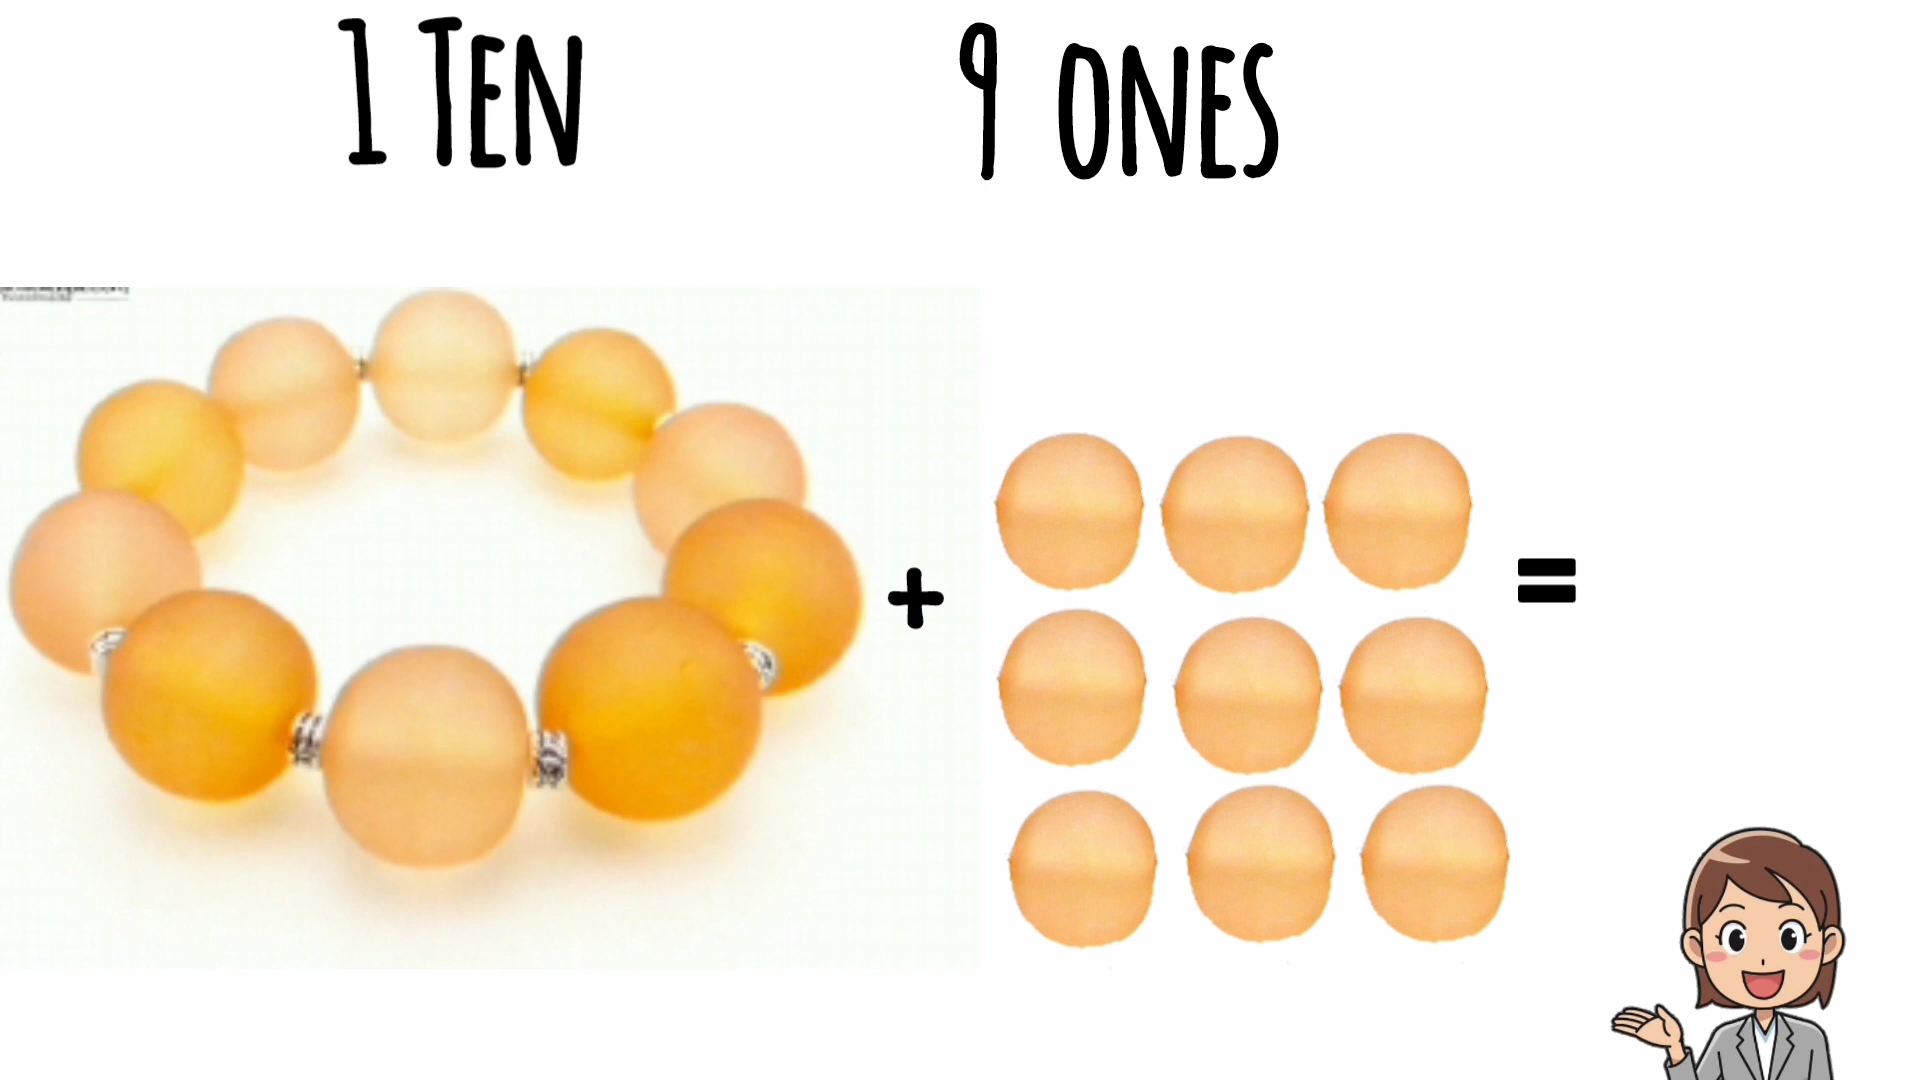 1 TEN
9 ONES
+
=